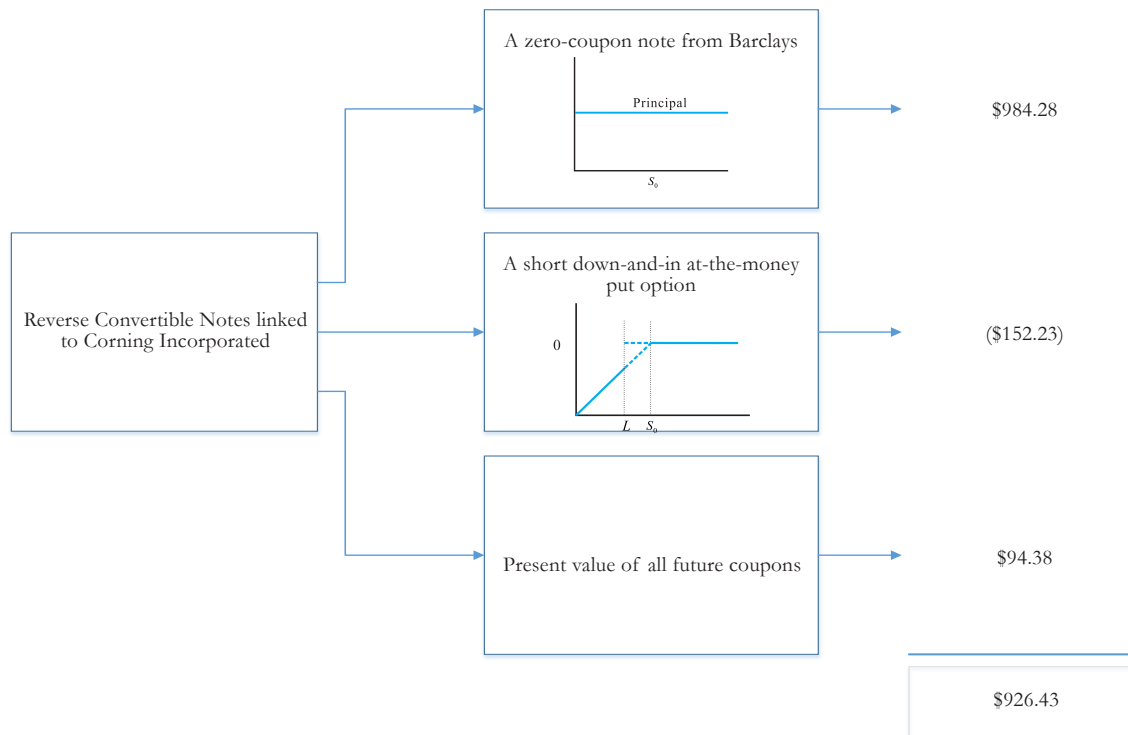 A zero-coupon note from Barclays
Principal
S₀
$984.28
Reverse Convertible Notes linked
to Corning Incorporated
A short down-and-in at-the-money
put option
0
L S₀
($152.23)
Present value of all future coupons
$94.38
$926.43